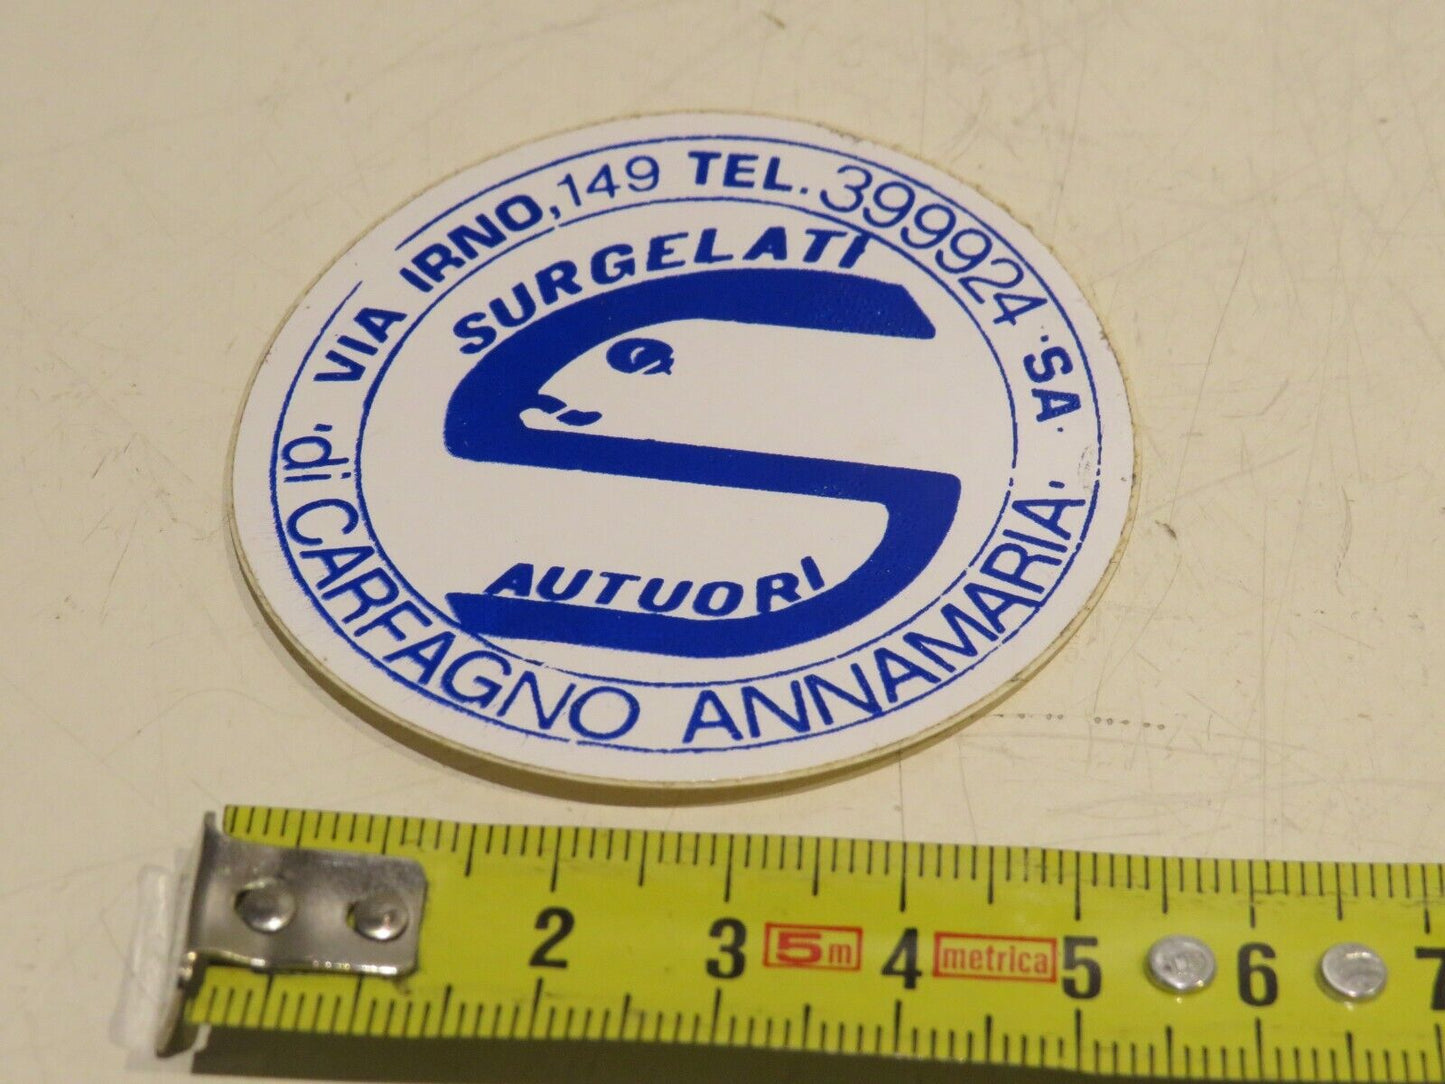 VIA IRNO, 149 TEL. 399924 · SA ·
SURGELATI
AUTUORI
· di CARFAGNO ANNAMARIA ·
2 3 5m 4 metrica 5 6 7